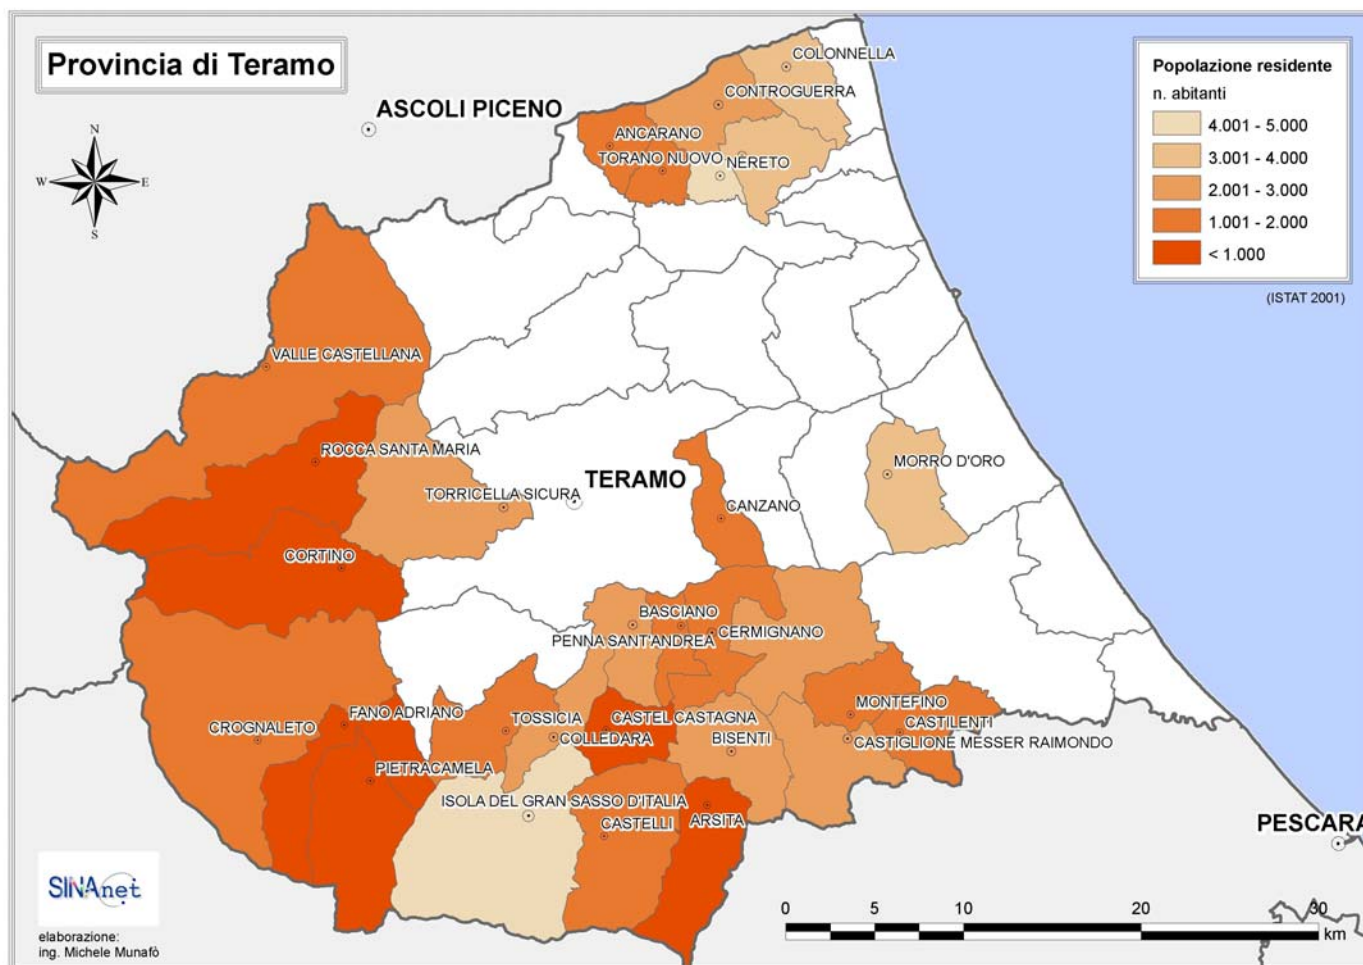 Provincia di Teramo
ASCOLI PICENO
COLONNELLA
CONTROGUERRA
ANCARANO
TORANO NUOVO
NERETO
N
W
E
S
Popolazione residente
n. abitanti
4.001 - 5.000
3.001 - 4.000
2.001 - 3.000
1.001 - 2.000
< 1.000
(ISTAT 2001)
VALLE CASTELLANA
ROCCA SANTA MARIA
MORRO D'ORO
TERAMO
TORRICELLA SICURA
CANZANO
CORTINO
BASCIANO
PENNA SANT'ANDREA
CERMIGNANO
MONTEFINO
FANO ADRIANO
TOSSICIA
CASTEL CASTAGNA
CASTILENTI
CROGNALETO
COLLEDARA
BISENTI
CASTIGLIONE MESSER RAIMONDO
PIETRACAMELA
ISOLA DEL GRAN SASSO D'ITALIA
CASTELLI
ARSITA
PESCARA
SINAnet
elaborazione:
ing. Michele Munafò
0 5 10 20 30
km